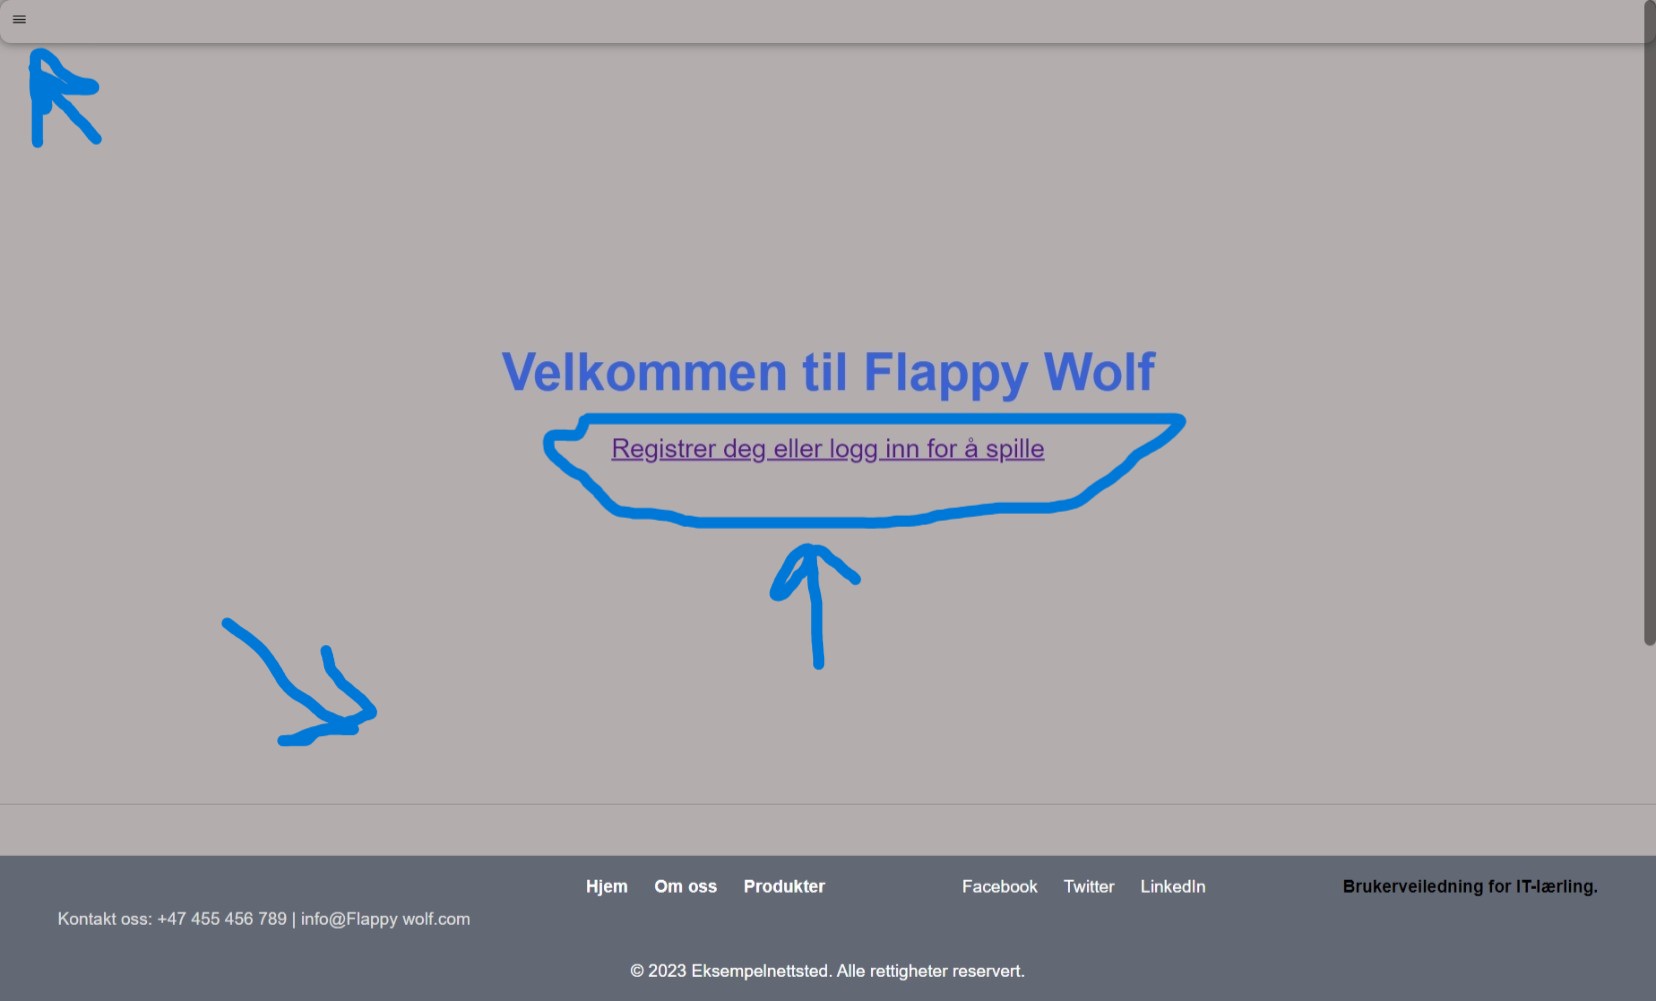 Velkommen til Flappy Wolf
Registrer deg eller logg inn for å spille
Hjem Om oss Produkter Facebook Twitter LinkedIn Brukerveiledning for IT-lærling.
Kontakt oss: +47 455 456 789 | info@Flappy wolf.com
© 2023 Eksempelnettsted. Alle rettigheter reservert.